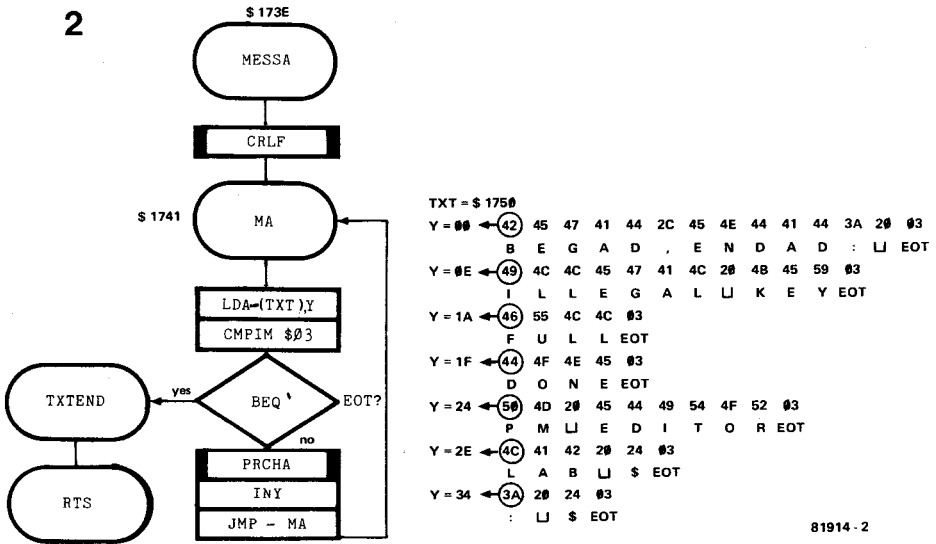 2
$ 173E
MESSA
CRLF
$ 1741
MA
LDA-(TXT),Y
CMPIM $Ø3
BEQ
EOT?
yes
no
TXTEND
RTS
PRCHA
INY
JMP - MA
TXT = $ 175Ø
Y = ØØ 42 45 47 41 44 2C 45 4E 44 41 44 3A 2Ø Ø3
B E G A D , E N D A D : ⊔ EOT
Y = ØE 49 4C 4C 45 47 41 4C 2Ø 4B 45 59 Ø3
I L L E G A L ⊔ K E Y EOT
Y = 1A 46 55 4C 4C Ø3
F U L L EOT
Y = 1F 44 4F 4E 45 Ø3
D O N E EOT
Y = 24 5Ø 4D 2Ø 45 44 49 54 4F 52 Ø3
P M ⊔ E D I T O R EOT
Y = 2E 4C 41 42 2Ø 24 Ø3
L A B ⊔ $ EOT
Y = 34 3A 2Ø 24 Ø3
: ⊔ $ EOT
81914 - 2